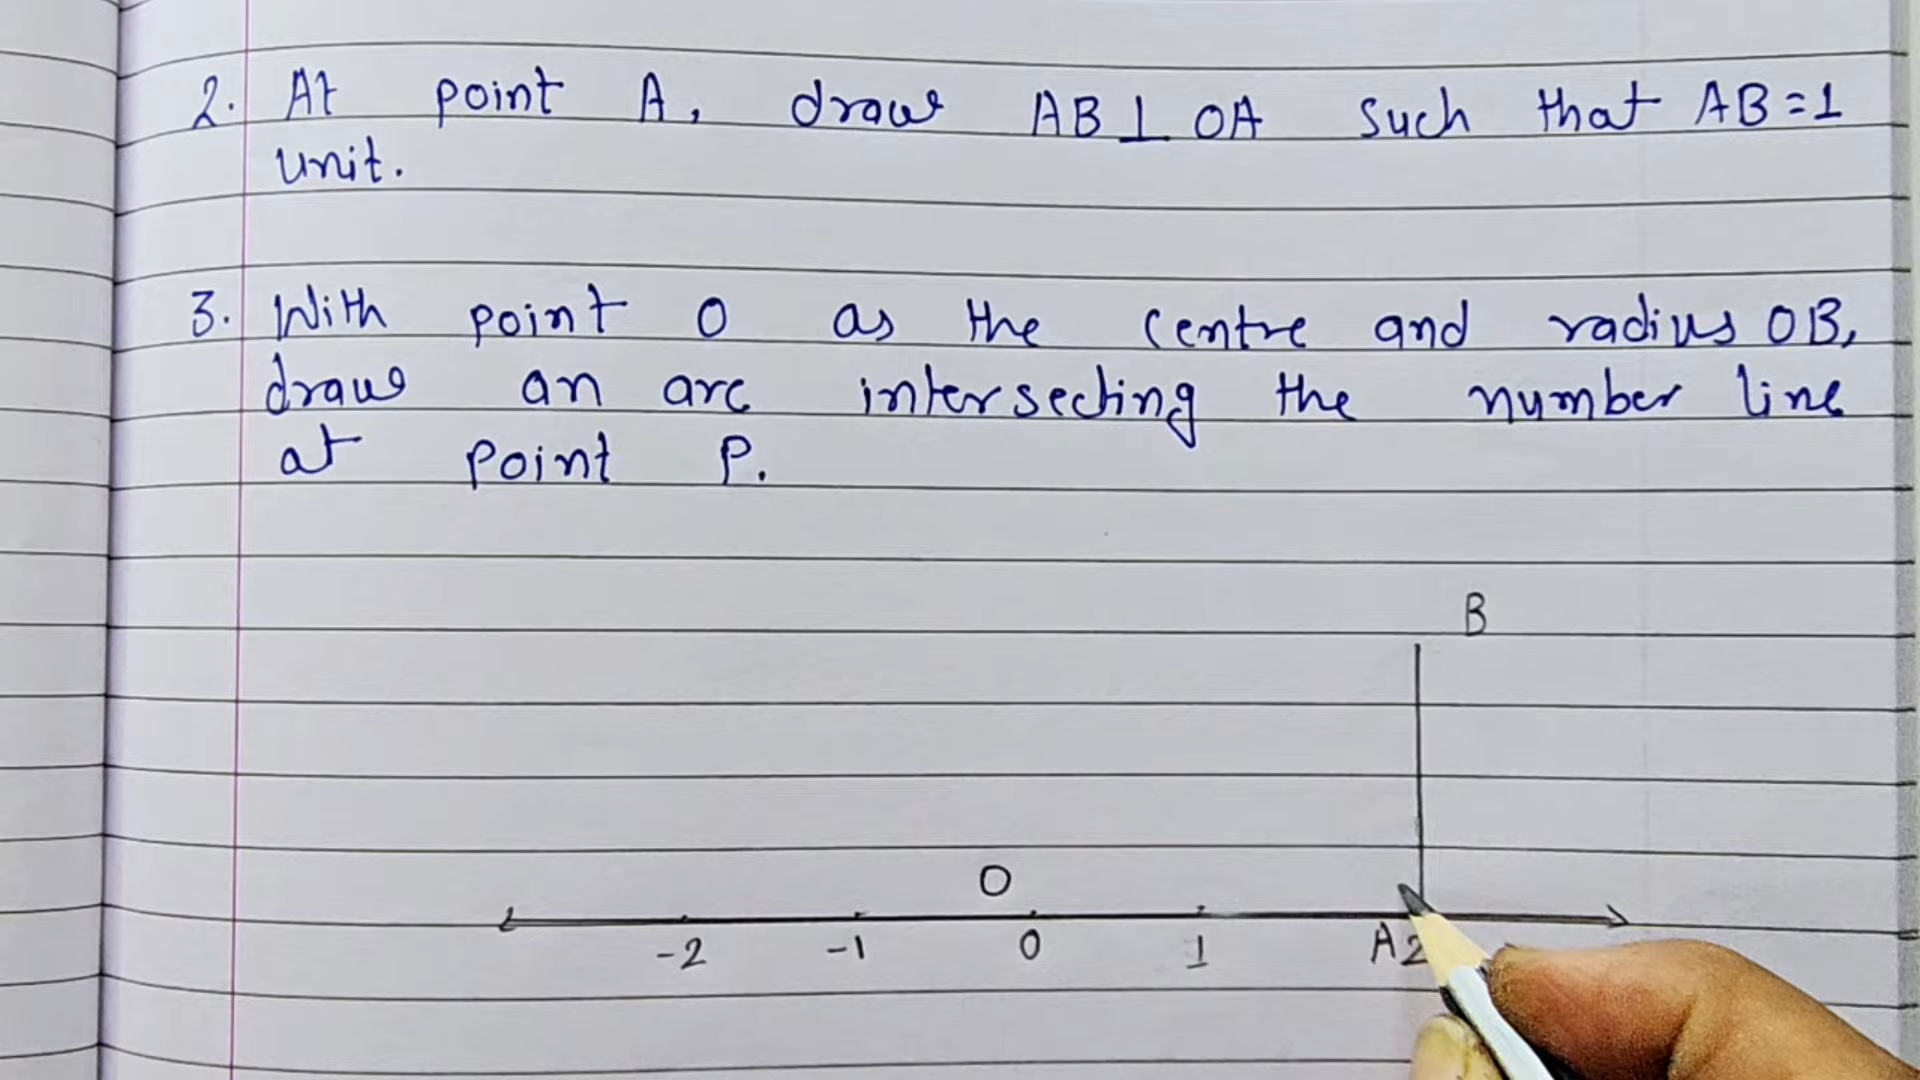 2. At point A, draw AB ⊥ OA such that AB = 1
unit.
3. With point O as the centre and radius OB,
draw an arc intersecting the number line
at point P.
B
O
-2 -1 0 1 A 2